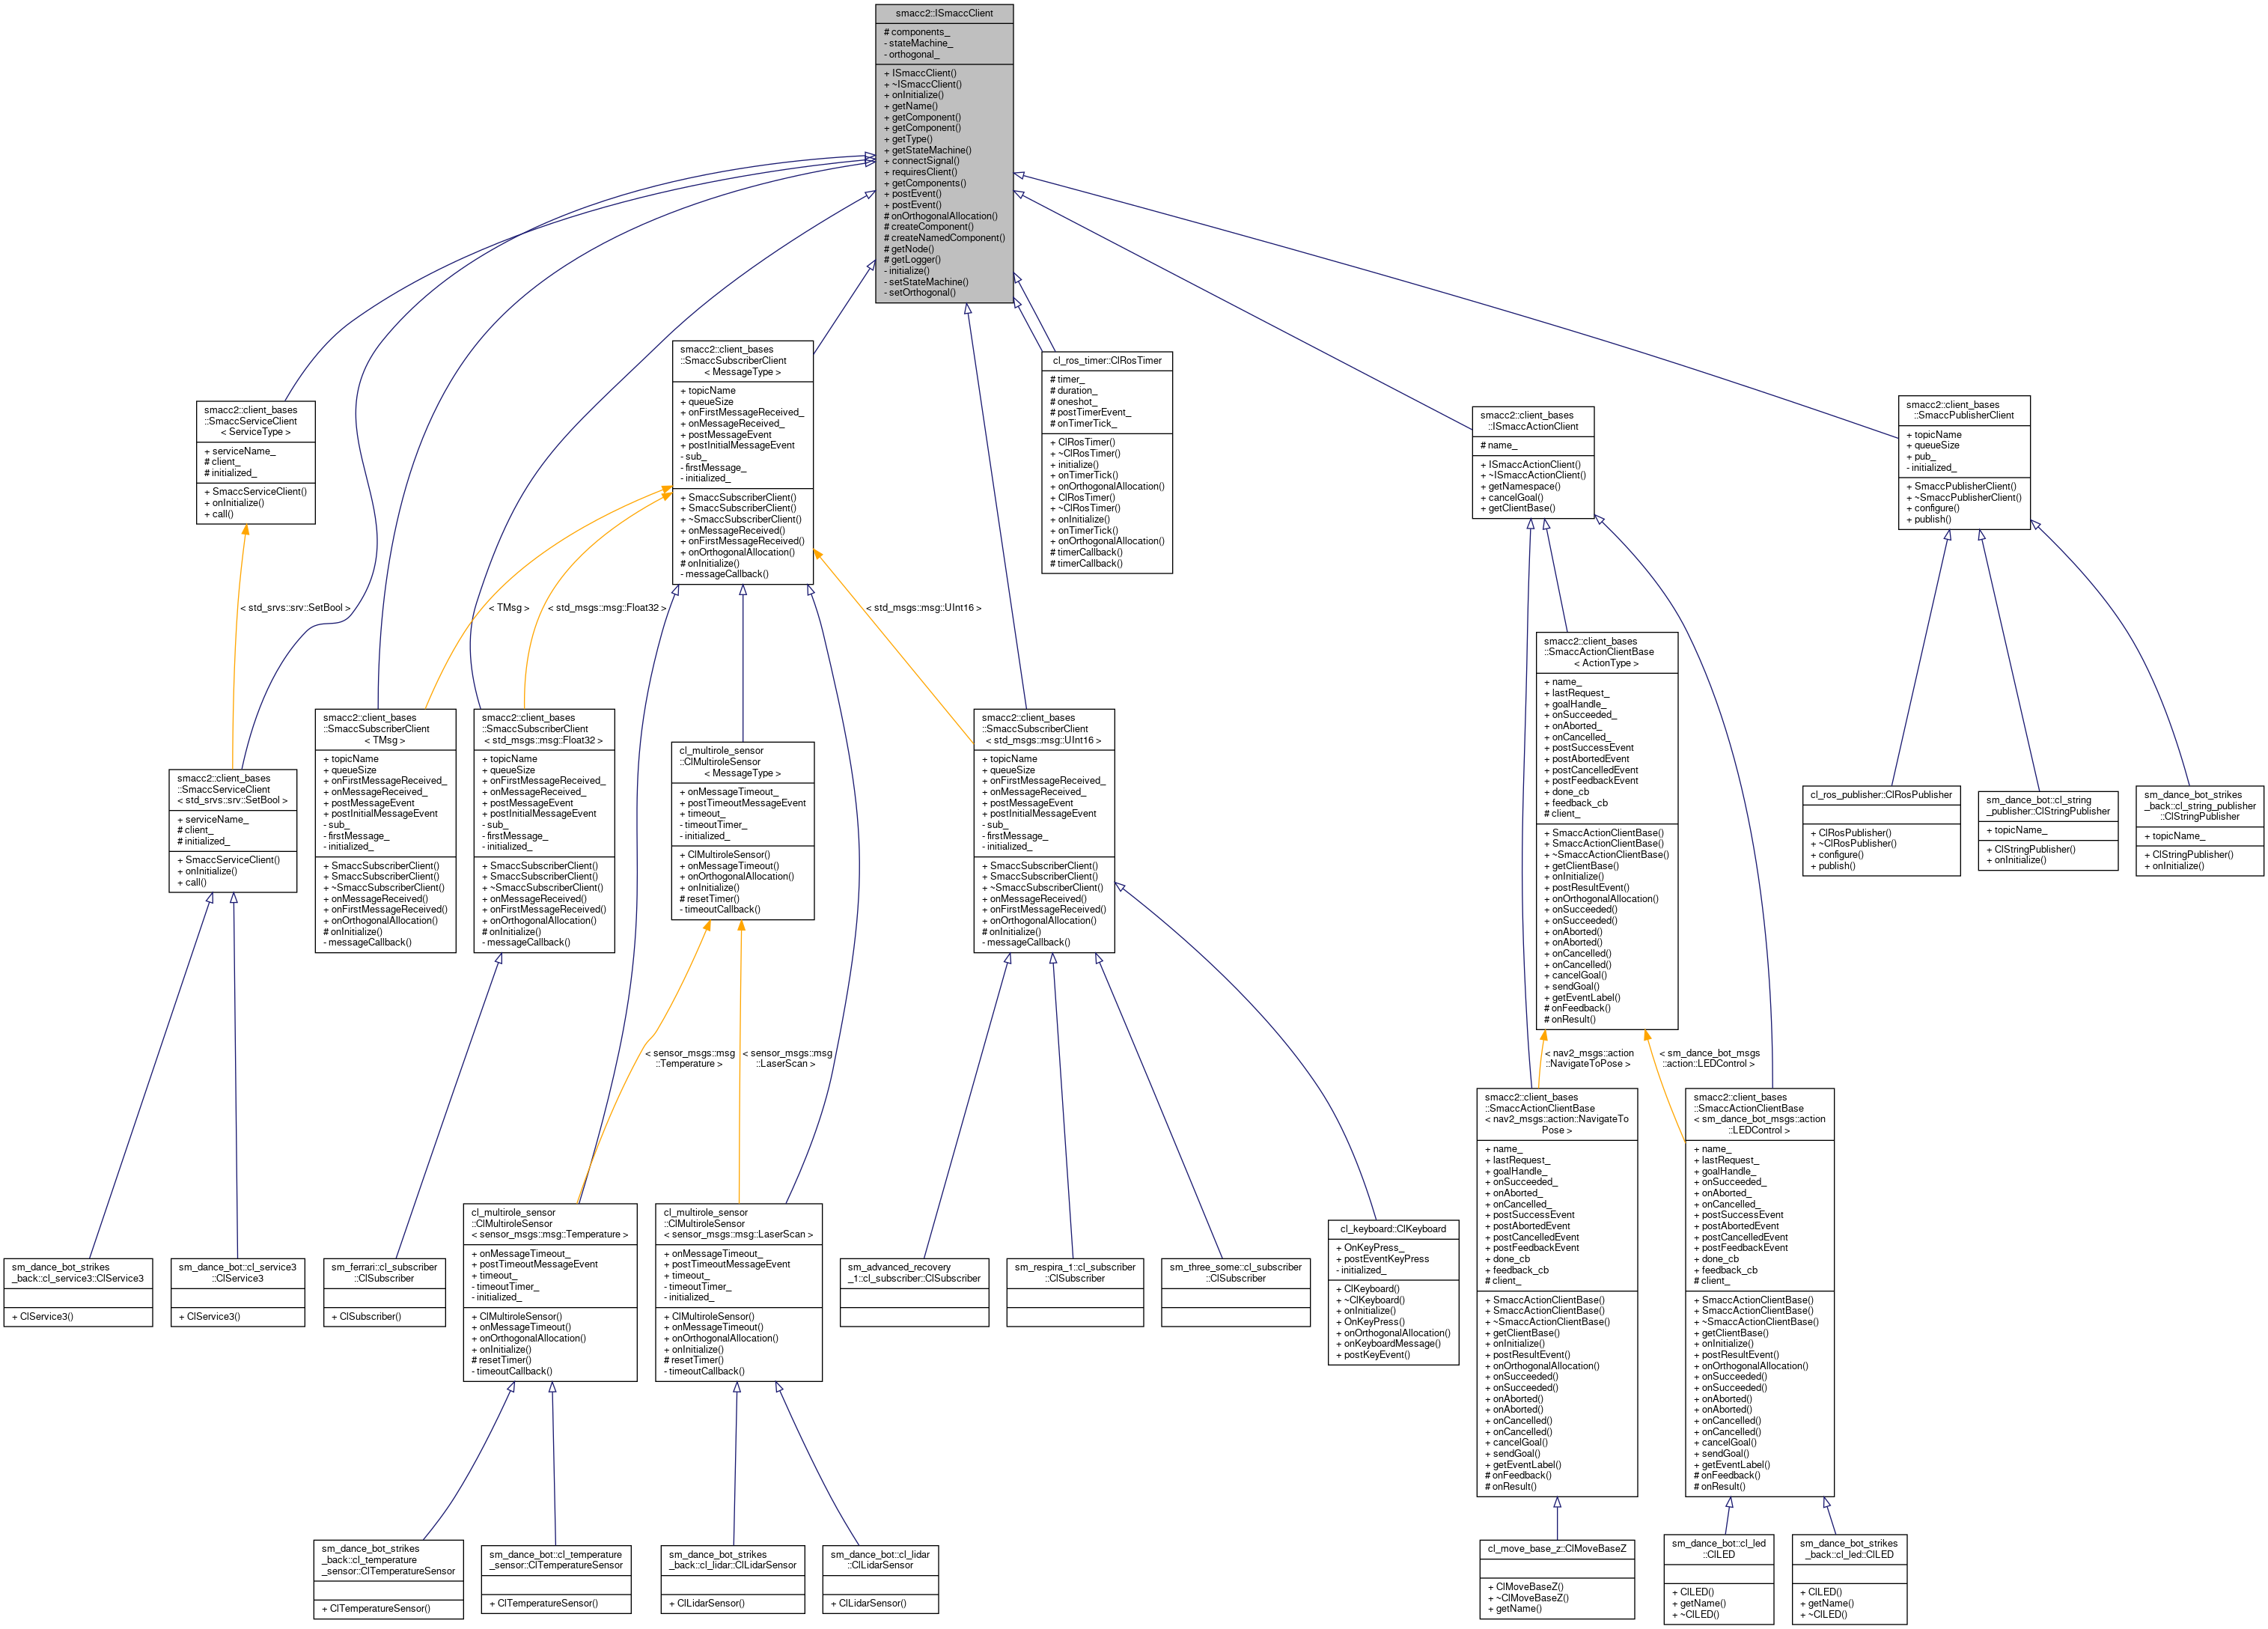 smacc2::ISmaccClient
# components_
- stateMachine_
- orthogonal_
+ ISmaccClient()
+ ~ISmaccClient()
+ onInitialize()
+ getName()
+ getComponent()
+ getComponent()
+ getType()
+ getStateMachine()
+ connectSignal()
+ requiresClient()
+ getComponents()
+ postEvent()
+ postEvent()
# onOrthogonalAllocation()
# createComponent()
# createNamedComponent()
# getNode()
# getLogger()
- initialize()
- setStateMachine()
- setOrthogonal()
smacc2::client_bases
::SmaccServiceClient
< ServiceType >
+ serviceName_
# client_
# initialized_
+ SmaccServiceClient()
+ onInitialize()
+ call()
smacc2::client_bases
::SmaccSubscriberClient
< MessageType >
+ topicName
+ queueSize
+ onFirstMessageReceived_
+ onMessageReceived_
+ postMessageEvent
+ postInitialMessageEvent
- sub_
- firstMessage_
- initialized_
+ SmaccSubscriberClient()
+ SmaccSubscriberClient()
+ ~SmaccSubscriberClient()
+ onMessageReceived()
+ onFirstMessageReceived()
+ onOrthogonalAllocation()
# onInitialize()
- messageCallback()
cl_ros_timer::ClRosTimer
# timer_
# duration_
# oneshot_
# postTimerEvent_
# onTimerTick_
+ ClRosTimer()
+ ~ClRosTimer()
+ initialize()
+ onTimerTick()
+ onOrthogonalAllocation()
+ ClRosTimer()
+ ~ClRosTimer()
+ onInitialize()
+ onTimerTick()
+ onOrthogonalAllocation()
# timerCallback()
# timerCallback()
smacc2::client_bases
::ISmaccActionClient
# name_
+ ISmaccActionClient()
+ ~ISmaccActionClient()
+ getNamespace()
+ cancelGoal()
+ getClientBase()
smacc2::client_bases
::SmaccPublisherClient
+ topicName
+ queueSize
+ pub_
- initialized_
+ SmaccPublisherClient()
+ ~SmaccPublisherClient()
+ configure()
+ publish()
< std_srvs::srv::SetBool >
< TMsg >
< std_msgs::msg::Float32 >
< std_msgs::msg::UInt16 >
smacc2::client_bases
::SmaccServiceClient
< std_srvs::srv::SetBool >
+ serviceName_
# client_
# initialized_
+ SmaccServiceClient()
+ onInitialize()
+ call()
smacc2::client_bases
::SmaccSubscriberClient
< TMsg >
+ topicName
+ queueSize
+ onFirstMessageReceived_
+ onMessageReceived_
+ postMessageEvent
+ postInitialMessageEvent
- sub_
- firstMessage_
- initialized_
+ SmaccSubscriberClient()
+ SmaccSubscriberClient()
+ ~SmaccSubscriberClient()
+ onMessageReceived()
+ onFirstMessageReceived()
+ onOrthogonalAllocation()
# onInitialize()
- messageCallback()
smacc2::client_bases
::SmaccSubscriberClient
< std_msgs::msg::Float32 >
+ topicName
+ queueSize
+ onFirstMessageReceived_
+ onMessageReceived_
+ postMessageEvent
+ postInitialMessageEvent
- sub_
- firstMessage_
- initialized_
+ SmaccSubscriberClient()
+ SmaccSubscriberClient()
+ ~SmaccSubscriberClient()
+ onMessageReceived()
+ onFirstMessageReceived()
+ onOrthogonalAllocation()
# onInitialize()
- messageCallback()
cl_multirole_sensor
::ClMultiroleSensor
< MessageType >
+ onMessageTimeout_
+ postTimeoutMessageEvent
+ timeout_
- timeoutTimer_
- initialized_
+ ClMultiroleSensor()
+ onMessageTimeout()
+ onOrthogonalAllocation()
+ onInitialize()
# resetTimer()
- timeoutCallback()
smacc2::client_bases
::SmaccSubscriberClient
< std_msgs::msg::UInt16 >
+ topicName
+ queueSize
+ onFirstMessageReceived_
+ onMessageReceived_
+ postMessageEvent
+ postInitialMessageEvent
- sub_
- firstMessage_
- initialized_
+ SmaccSubscriberClient()
+ SmaccSubscriberClient()
+ ~SmaccSubscriberClient()
+ onMessageReceived()
+ onFirstMessageReceived()
+ onOrthogonalAllocation()
# onInitialize()
- messageCallback()
smacc2::client_bases
::SmaccActionClientBase
< ActionType >
+ name_
+ lastRequest_
+ goalHandle_
+ onSucceeded_
+ onAborted_
+ onCancelled_
+ postSuccessEvent
+ postAbortedEvent
+ postCancelledEvent
+ postFeedbackEvent
+ done_cb
+ feedback_cb
# client_
+ SmaccActionClientBase()
+ SmaccActionClientBase()
+ ~SmaccActionClientBase()
+ getClientBase()
+ onInitialize()
+ postResultEvent()
+ onOrthogonalAllocation()
+ onSucceeded()
+ onSucceeded()
+ onAborted()
+ onAborted()
+ onCancelled()
+ onCancelled()
+ cancelGoal()
+ sendGoal()
+ getEventLabel()
# onFeedback()
# onResult()
cl_ros_publisher::ClRosPublisher
+ ClRosPublisher()
+ ~ClRosPublisher()
+ configure()
+ publish()
sm_dance_bot::cl_string
_publisher::ClStringPublisher
+ topicName_
+ ClStringPublisher()
+ onInitialize()
sm_dance_bot_strikes
_back::cl_string_publisher
::ClStringPublisher
+ topicName_
+ ClStringPublisher()
+ onInitialize()
< sensor_msgs::msg
::Temperature >
< sensor_msgs::msg
::LaserScan >
< nav2_msgs::action
::NavigateToPose >
< sm_dance_bot_msgs
::action::LEDControl >
sm_dance_bot_strikes
_back::cl_service3::ClService3
+ ClService3()
sm_dance_bot::cl_service3
::ClService3
+ ClService3()
sm_ferrari::cl_subscriber
::ClSubscriber
+ ClSubscriber()
cl_multirole_sensor
::ClMultiroleSensor
< sensor_msgs::msg::Temperature >
+ onMessageTimeout_
+ postTimeoutMessageEvent
+ timeout_
- timeoutTimer_
- initialized_
+ ClMultiroleSensor()
+ onMessageTimeout()
+ onOrthogonalAllocation()
+ onInitialize()
# resetTimer()
- timeoutCallback()
cl_multirole_sensor
::ClMultiroleSensor
< sensor_msgs::msg::LaserScan >
+ onMessageTimeout_
+ postTimeoutMessageEvent
+ timeout_
- timeoutTimer_
- initialized_
+ ClMultiroleSensor()
+ onMessageTimeout()
+ onOrthogonalAllocation()
+ onInitialize()
# resetTimer()
- timeoutCallback()
sm_advanced_recovery
_1::cl_subscriber::ClSubscriber
sm_respira_1::cl_subscriber
::ClSubscriber
sm_three_some::cl_subscriber
::ClSubscriber
cl_keyboard::ClKeyboard
+ OnKeyPress_
+ postEventKeyPress
- initialized_
+ ClKeyboard()
+ ~ClKeyboard()
+ onInitialize()
+ OnKeyPress()
+ onOrthogonalAllocation()
+ onKeyboardMessage()
+ postKeyEvent()
smacc2::client_bases
::SmaccActionClientBase
< nav2_msgs::action::NavigateTo
Pose >
+ name_
+ lastRequest_
+ goalHandle_
+ onSucceeded_
+ onAborted_
+ onCancelled_
+ postSuccessEvent
+ postAbortedEvent
+ postCancelledEvent
+ postFeedbackEvent
+ done_cb
+ feedback_cb
# client_
+ SmaccActionClientBase()
+ SmaccActionClientBase()
+ ~SmaccActionClientBase()
+ getClientBase()
+ onInitialize()
+ postResultEvent()
+ onOrthogonalAllocation()
+ onSucceeded()
+ onSucceeded()
+ onAborted()
+ onAborted()
+ onCancelled()
+ onCancelled()
+ cancelGoal()
+ sendGoal()
+ getEventLabel()
# onFeedback()
# onResult()
smacc2::client_bases
::SmaccActionClientBase
< sm_dance_bot_msgs::action
::LEDControl >
+ name_
+ lastRequest_
+ goalHandle_
+ onSucceeded_
+ onAborted_
+ onCancelled_
+ postSuccessEvent
+ postAbortedEvent
+ postCancelledEvent
+ postFeedbackEvent
+ done_cb
+ feedback_cb
# client_
+ SmaccActionClientBase()
+ SmaccActionClientBase()
+ ~SmaccActionClientBase()
+ getClientBase()
+ onInitialize()
+ postResultEvent()
+ onOrthogonalAllocation()
+ onSucceeded()
+ onSucceeded()
+ onAborted()
+ onAborted()
+ onCancelled()
+ onCancelled()
+ cancelGoal()
+ sendGoal()
+ getEventLabel()
# onFeedback()
# onResult()
sm_dance_bot_strikes
_back::cl_temperature
_sensor::ClTemperatureSensor
+ ClTemperatureSensor()
sm_dance_bot::cl_temperature
_sensor::ClTemperatureSensor
+ ClTemperatureSensor()
sm_dance_bot_strikes
_back::cl_lidar::ClLidarSensor
+ ClLidarSensor()
sm_dance_bot::cl_lidar
::ClLidarSensor
+ ClLidarSensor()
cl_move_base_z::ClMoveBaseZ
+ ClMoveBaseZ()
+ ~ClMoveBaseZ()
+ getName()
sm_dance_bot::cl_led
::ClLED
+ ClLED()
+ getName()
+ ~ClLED()
sm_dance_bot_strikes
_back::cl_led::ClLED
+ ClLED()
+ getName()
+ ~ClLED()